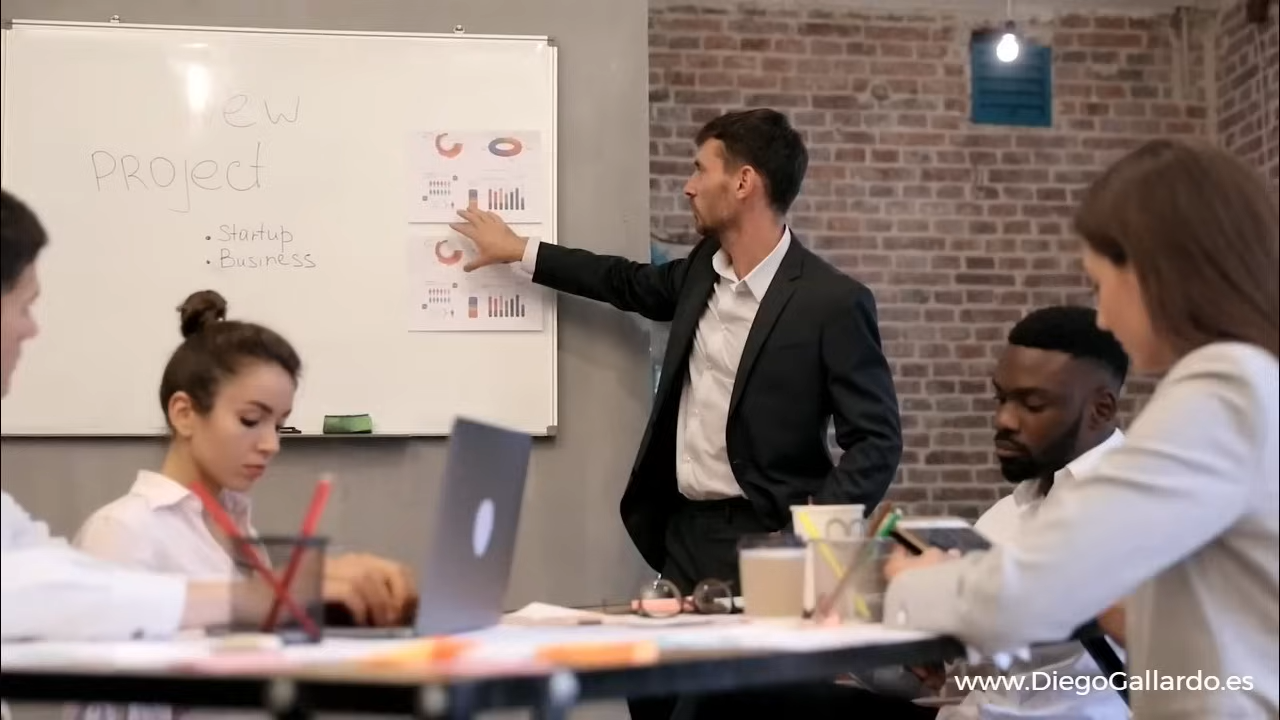 ew
PROject
• Startup
• Business
www.DiegoGallardo.es